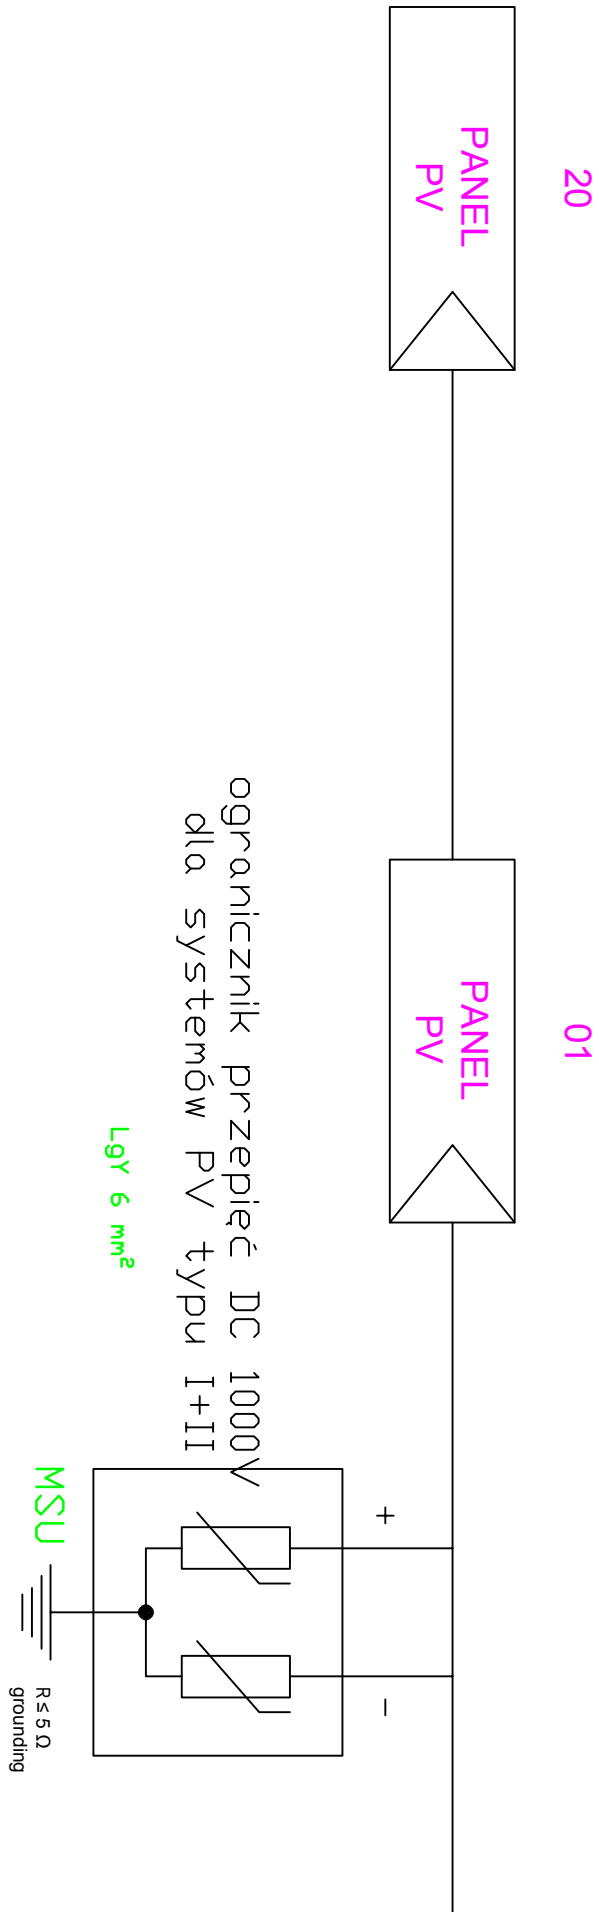 20
PANEL
PV
01
PANEL
PV
ogranicznik przepięć DC 1000V
dla systemów PV typu I+II
LgY 6 mm²
+
-
MSU
R ≤ 5 Ω
grounding